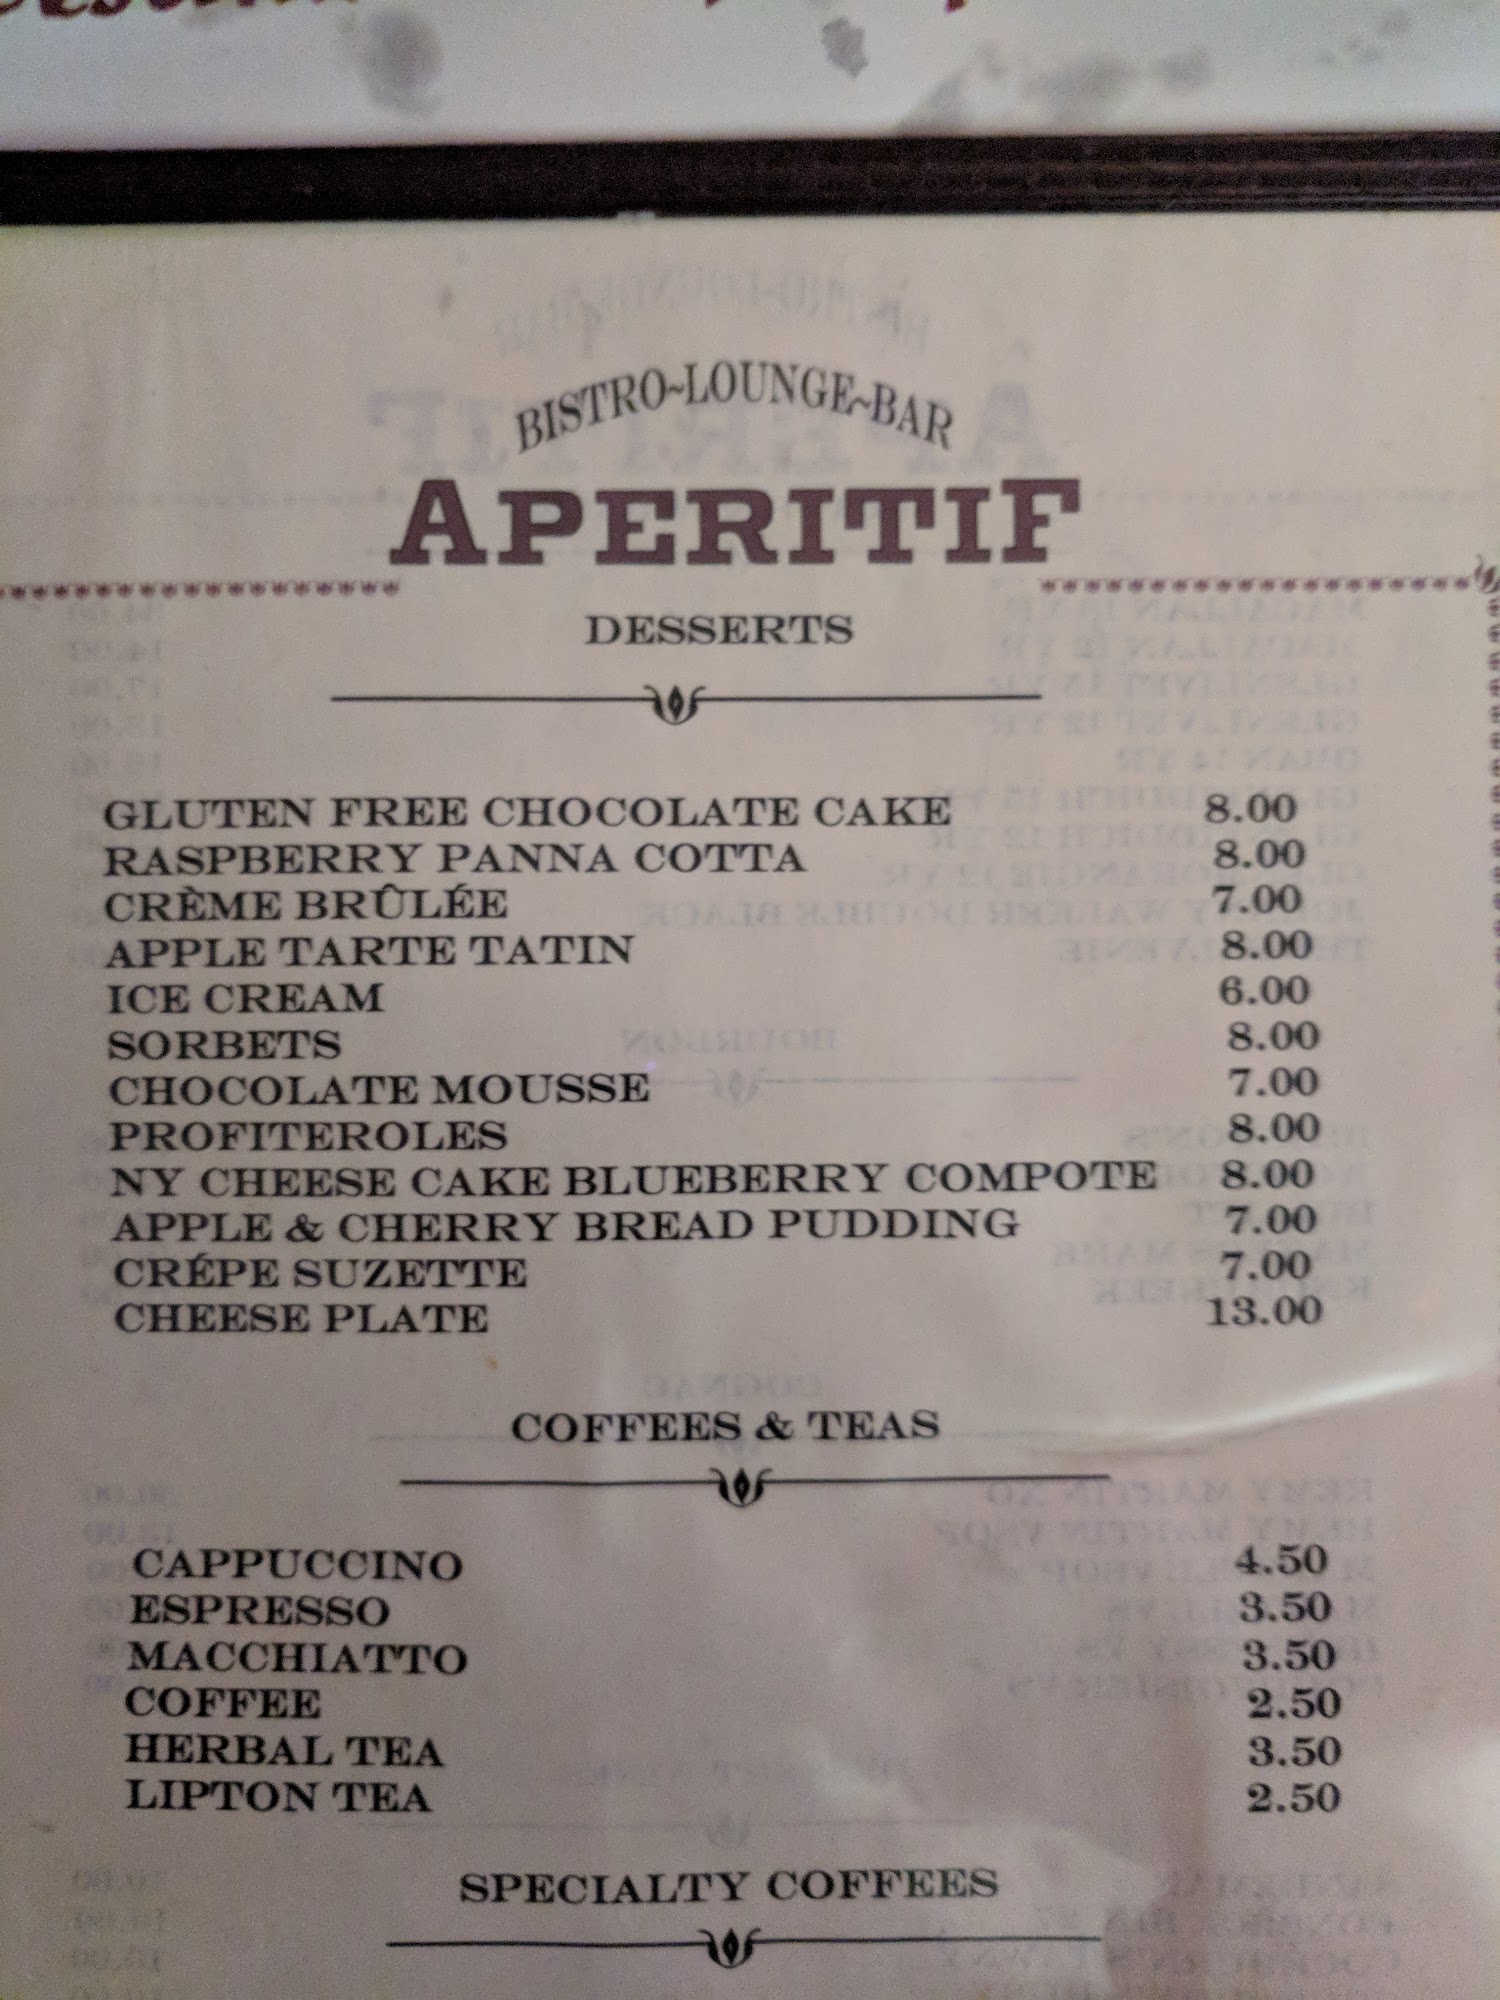 BISTRO~LOUNGE~BAR
APERITIF
DESSERTS
GLUTEN FREE CHOCOLATE CAKE 8.00
RASPBERRY PANNA COTTA 8.00
CRÈME BRÛLÉE 7.00
APPLE TARTE TATIN 8.00
ICE CREAM 6.00
SORBETS 8.00
CHOCOLATE MOUSSE 7.00
PROFITEROLES 8.00
NY CHEESE CAKE BLUEBERRY COMPOTE 8.00
APPLE & CHERRY BREAD PUDDING 7.00
CRÉPE SUZETTE 7.00
CHEESE PLATE 13.00
COFFEES & TEAS
CAPPUCCINO 4.50
ESPRESSO 3.50
MACCHIATTO 3.50
COFFEE 2.50
HERBAL TEA 3.50
LIPTON TEA 2.50
SPECIALTY COFFEES